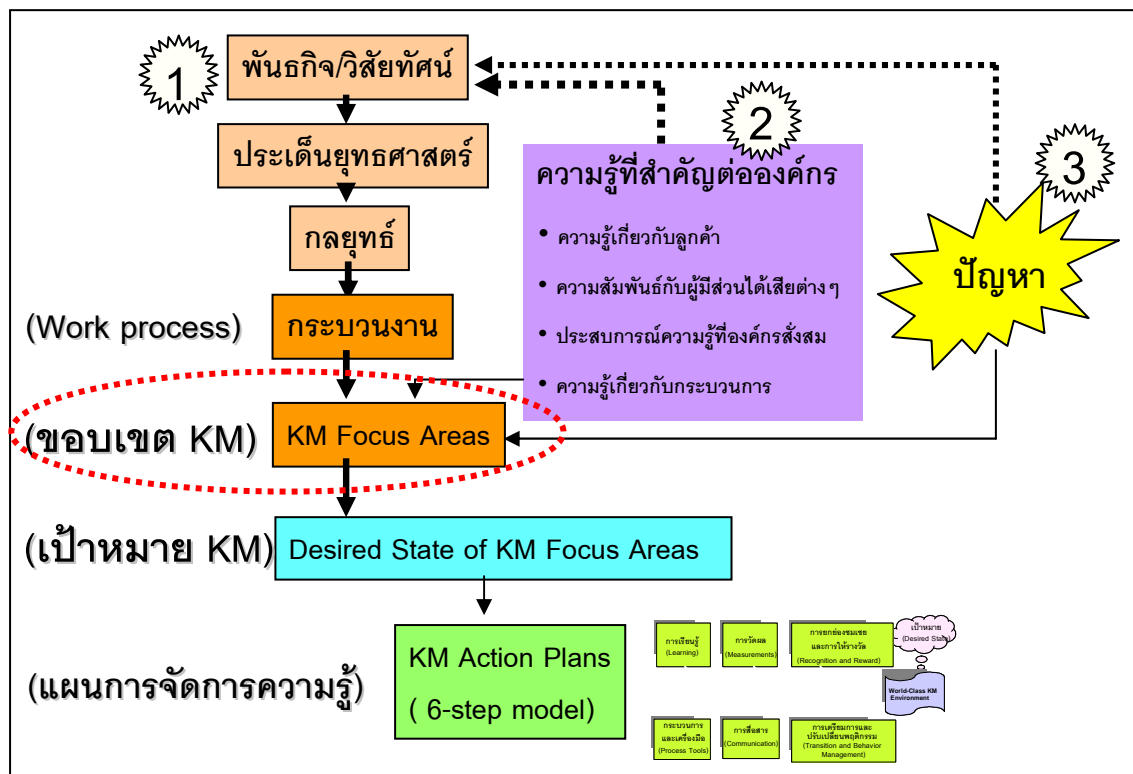 1
พันธกิจ/วิสัยทัศน์
ประเด็นยุทธศาสตร์
กลยุทธ์
(Work process)
กระบวนงาน
(ขอบเขต KM)
KM Focus Areas
2
ความรู้ที่สำคัญต่อองค์กร
• ความรู้เกี่ยวกับลูกค้า
• ความสัมพันธ์กับผู้มีส่วนได้เสียต่างๆ
• ประสบการณ์ความรู้ที่องค์กรสั่งสม
• ความรู้เกี่ยวกับกระบวนการ
3
ปัญหา
(เป้าหมาย KM)
Desired State of KM Focus Areas
(แผนการจัดการความรู้)
KM Action Plans
( 6-step model)
การเรียนรู้
(Learning)
การวัดผล
(Measurements)
การยกย่องชมเชย
และการให้รางวัล
(Recognition and Reward)
เป้าหมาย
(Desired State)
World-Class KM
Environment
กระบวนการ
และเครื่องมือ
(Process Tools)
การสื่อสาร
(Communication)
การเตรียมการและ
ปรับเปลี่ยนพฤติกรรม
(Transition and Behavior
Management)